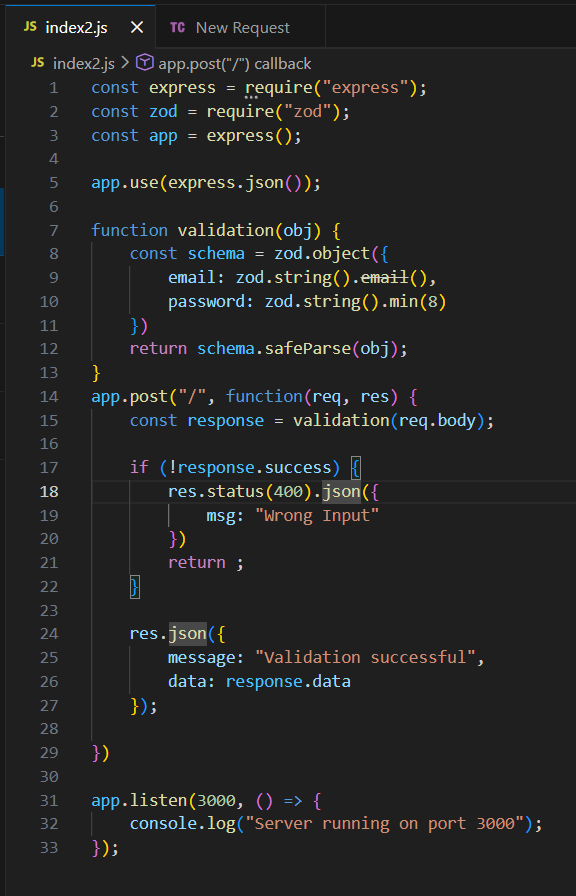 JS index2.js × TC New Request
JS index2.js > app.post("/") callback
1 const express = require("express");
2 const zod = require("zod");
3 const app = express();
4
5 app.use(express.json());
6
7 function validation(obj) {
8     const schema = zod.object({
9         email: zod.string().email(),
10         password: zod.string().min(8)
11     })
12     return schema.safeParse(obj);
13 }
14 app.post("/", function(req, res) {
15     const response = validation(req.body);
16
17     if (!response.success) {
18         res.status(400).json({
19             msg: "Wrong Input"
20         })
21         return ;
22     }
23
24     res.json({
25         message: "Validation successful",
26         data: response.data
27     });
28
29 })
30
31 app.listen(3000, () => {
32     console.log("Server running on port 3000");
33 });